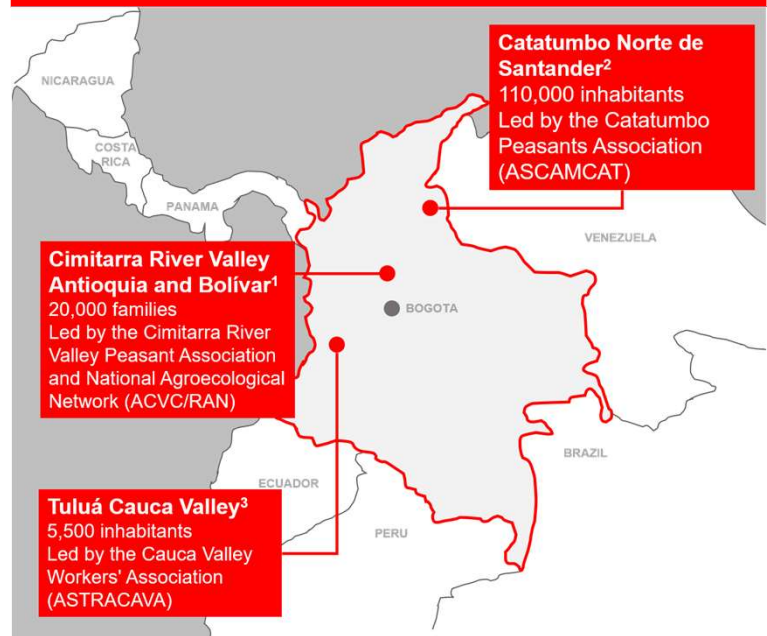 Catatumbo Norte de
Santander²
110,000 inhabitants
Led by the Catatumbo
Peasants Association
(ASCAMCAT)
NICARAGUA
COSTA
RICA
PANAMA
VENEZUELA
Cimitarra River Valley
Antioquia and Bolívar¹
20,000 families
Led by the Cimitarra River
Valley Peasant Association
and National Agroecological
Network (ACVC/RAN)
BOGOTA
BRAZIL
ECUADOR
PERU
Tuluá Cauca Valley³
5,500 inhabitants
Led by the Cauca Valley
Workers' Association
(ASTRACAVA)